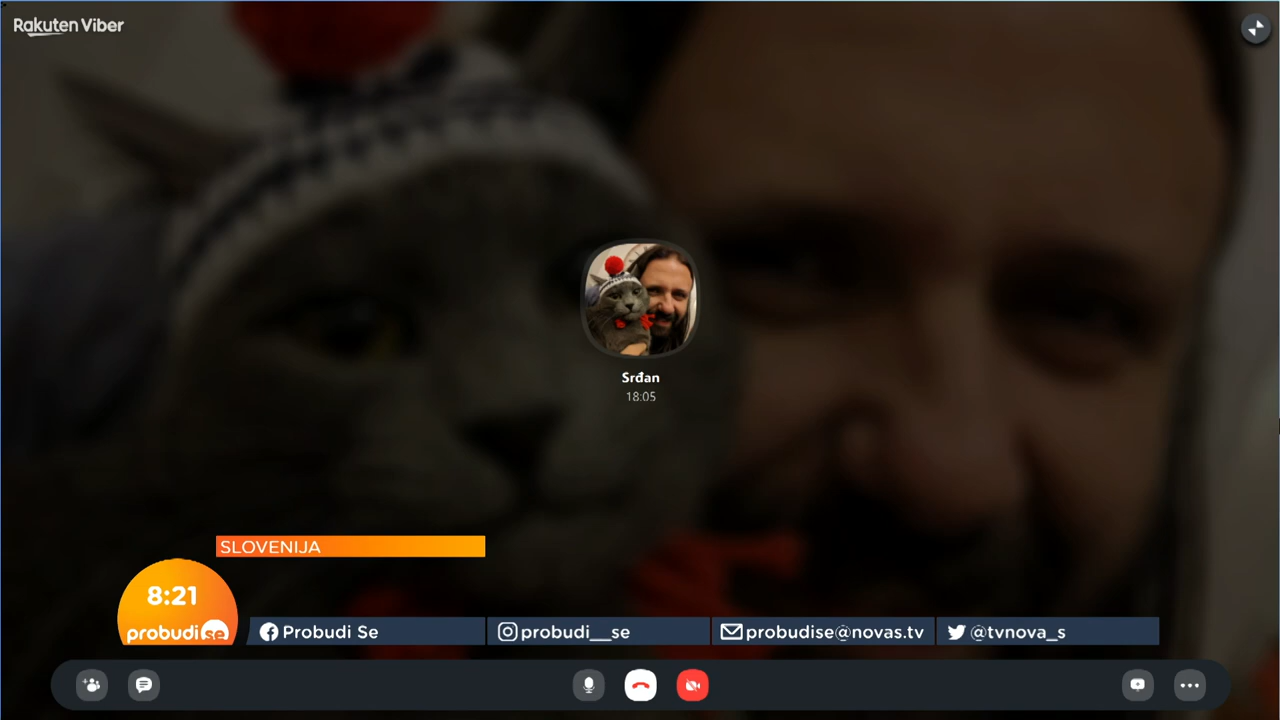 Rakuten Viber
Srđan
18:05
SLOVENIJA
8:21
probudi se
Probudi Se
probudi__se
probudise@novas.tv
@tvnova_s